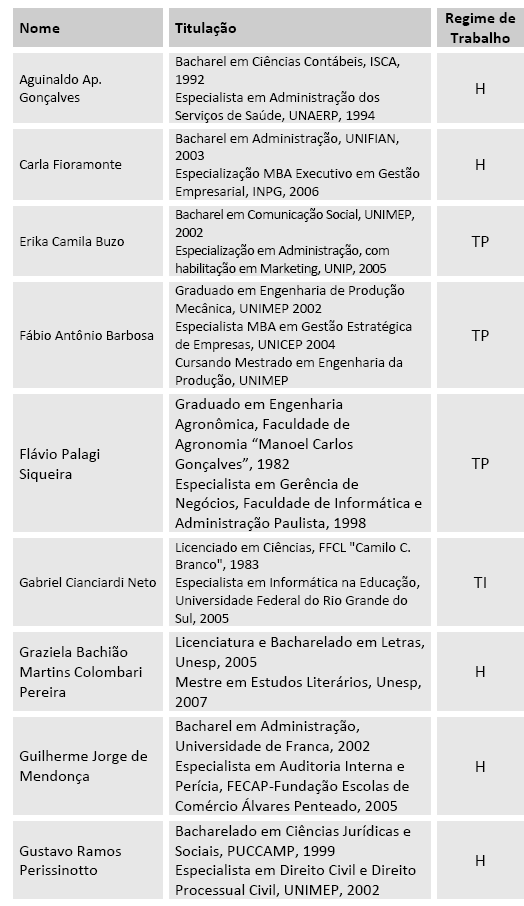 Nome
Titulação
Regime de
Trabalho
Aguinaldo Ap.
Gonçalves
Bacharel em Ciências Contábeis, ISCA,
1992
Especialista em Administração dos
Serviços de Saúde, UNAERP, 1994
H
Carla Fioramonte
Bacharel em Administração, UNIFIAN,
2003
Especialização MBA Executivo em Gestão
Empresarial, INPG, 2006
H
Erika Camila Buzo
Bacharel em Comunicação Social, UNIMEP,
2002
Especialização em Administração, com
habilitação em Marketing, UNIP, 2005
TP
Fábio Antônio Barbosa
Graduado em Engenharia de Produção
Mecânica, UNIMEP 2002
Especialista MBA em Gestão Estratégica
de Empresas, UNICEP 2004
Cursando Mestrado em Engenharia da
Produção, UNIMEP
TP
Flávio Palagi
Siqueira
Graduado em Engenharia
Agronômica, Faculdade de
Agronomia “Manoel Carlos
Gonçalves”, 1982
Especialista em Gerência de
Negócios, Faculdade de Informática e
Administração Paulista, 1998
TP
Gabriel Cianciardi Neto
Licenciado em Ciências, FFCL "Camilo C.
Branco", 1983
Especialista em Informática na Educação,
Universidade Federal do Rio Grande do
Sul, 2005
TI
Graziela Bachião
Martins Colombari
Pereira
Licenciatura e Bacharelado em Letras,
Unesp, 2005
Mestre em Estudos Literários, Unesp,
2007
H
Guilherme Jorge de
Mendonça
Bacharel em Administração,
Universidade de Franca, 2002
Especialista em Auditoria Interna e
Perícia, FECAP-Fundação Escolas de
Comércio Álvares Penteado, 2005
H
Gustavo Ramos
Perissinotto
Bacharelado em Ciências Jurídicas e
Sociais, PUCCAMP, 1999
Especialista em Direito Civil e Direito
Processual Civil, UNIMEP, 2002
H